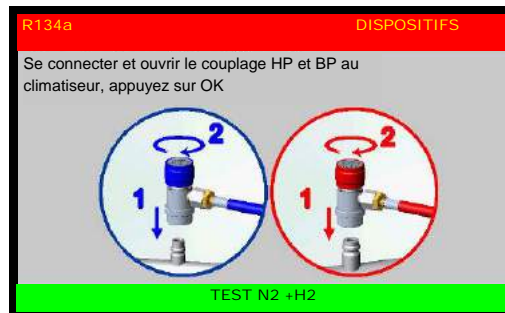 R134a DISPOSITIFS
Se connecter et ouvrir le couplage HP et BP au
climatiseur, appuyez sur OK
2 2
1 1
TEST N2 +H2